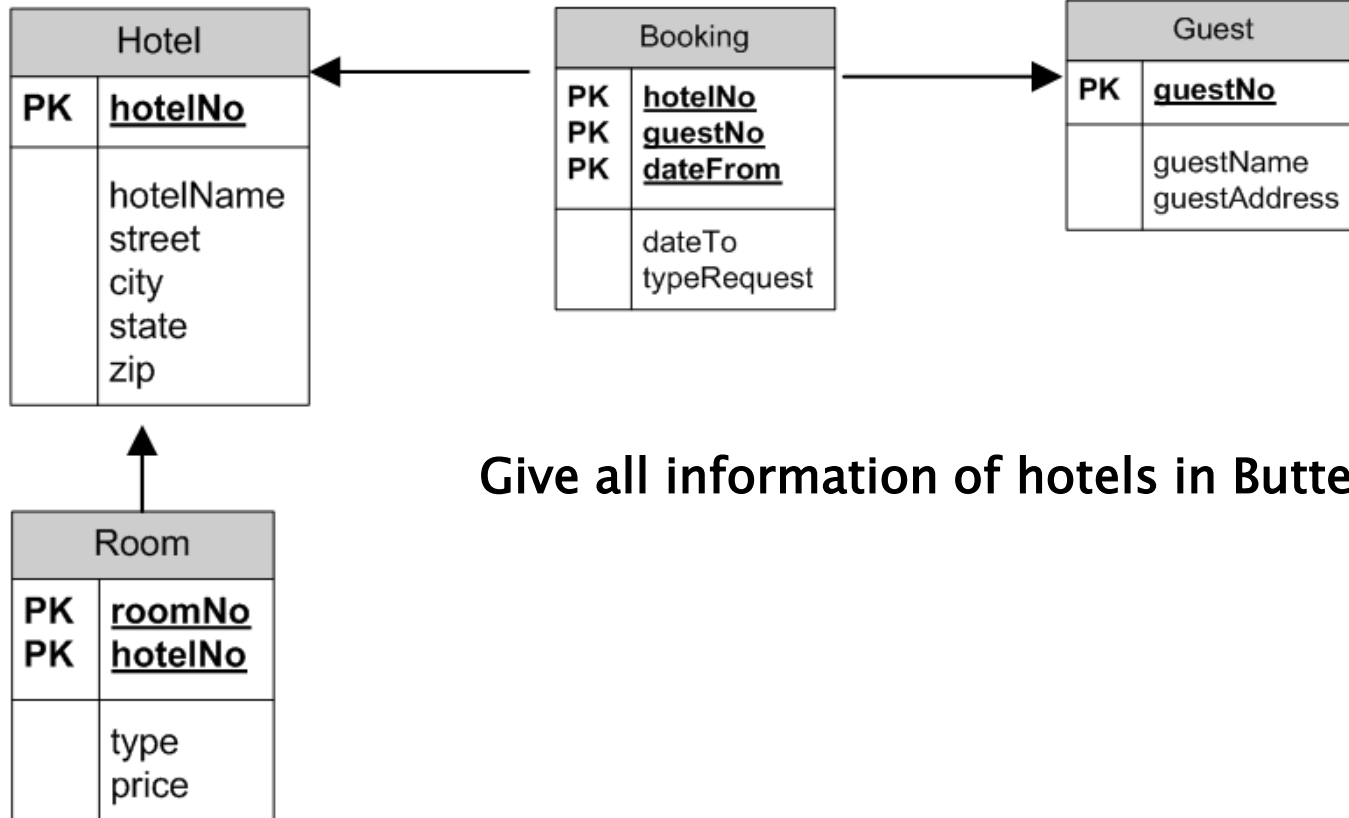 Hotel
PK hotelNo
hotelName
street
city
state
zip
Booking
PK hotelNo
PK guestNo
PK dateFrom
dateTo
typeRequest
Guest
PK guestNo
guestName
guestAddress
Give all information of hotels in Butte
Room
PK roomNo
PK hotelNo
type
price